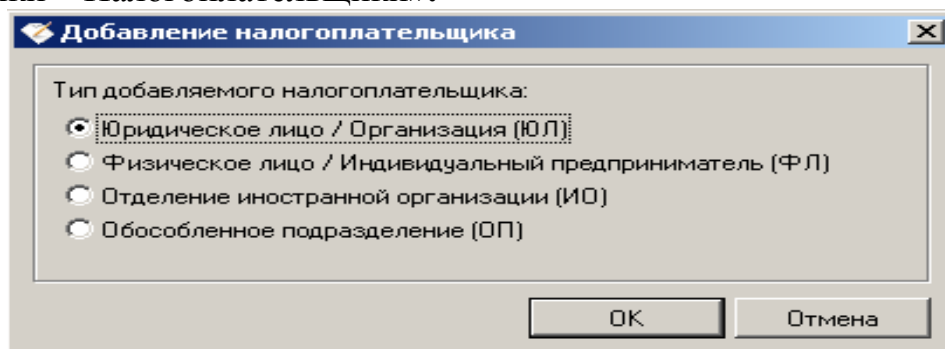 Налогоплательщики».
Добавление налогоплательщика
Тип добавляемого налогоплательщика:
Юридическое лицо / Организация (ЮЛ)
Физическое лицо / Индивидуальный предприниматель (ФЛ)
Отделение иностранной организации (ИО)
Обособленное подразделение (ОП)
OK Отмена